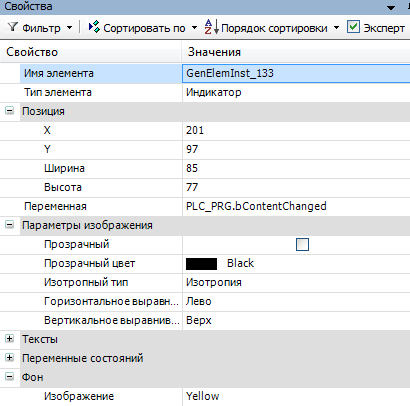 Свойства
Фильтр Сортировать по Порядок сортировки Эксперт
Свойство Значения
Имя элемента GenElemInst_133
Тип элемента Индикатор
Позиция
X 201
Y 97
Ширина 85
Высота 77
Переменная PLC_PRG.bContentChanged
Параметры изображения
Прозрачный
Прозрачный цвет Black
Изотропный тип Изотропия
Горизонтальное выравн... Лево
Вертикальное выравнив... Верх
Тексты
Переменные состояний
Фон
Изображение Yellow